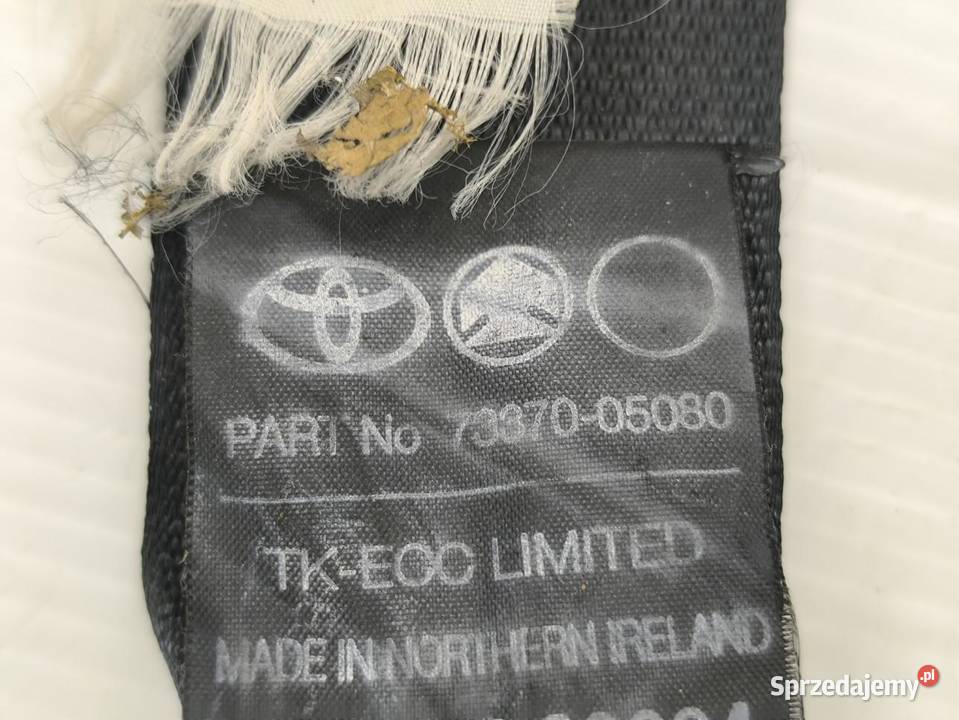 PART No 73370-05080
TK-ECC LIMITED
MADE IN NORTHERN IRELAND
Sprzedajemy.pl